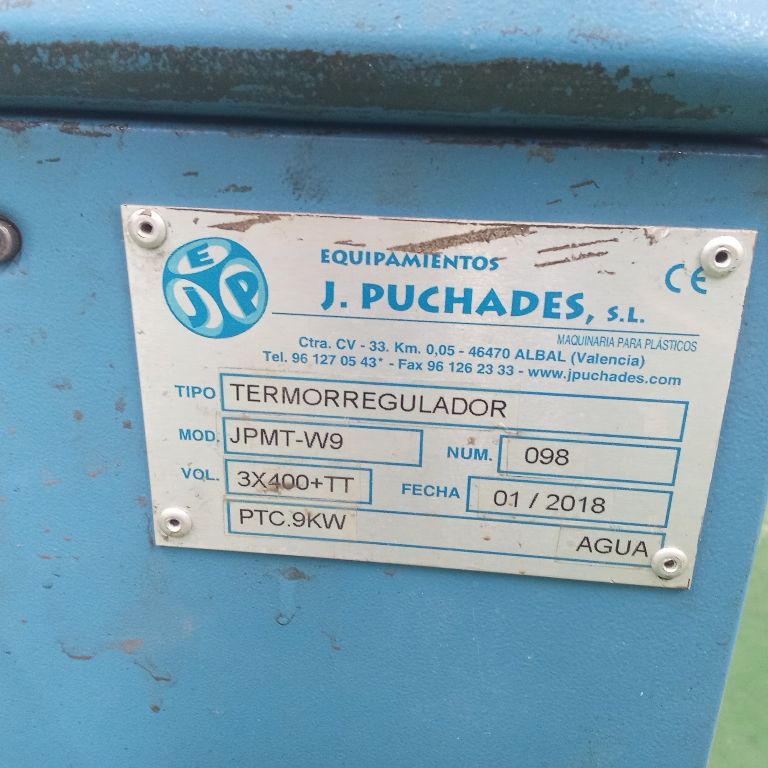 EJP
EQUIPAMIENTOS
J. PUCHADES, S.L.
CE
MAQUINARIA PARA PLÁSTICOS
Ctra. CV - 33. Km. 0,05 - 46470 ALBAL (Valencia)
Tel. 96 127 05 43* - Fax 96 126 23 33 - www.jpuchades.com
TIPO TERMORREGULADOR
MOD. JPMT-W9 NUM. 098
VOL. 3X400+TT FECHA 01 / 2018
PTC.9KW AGUA